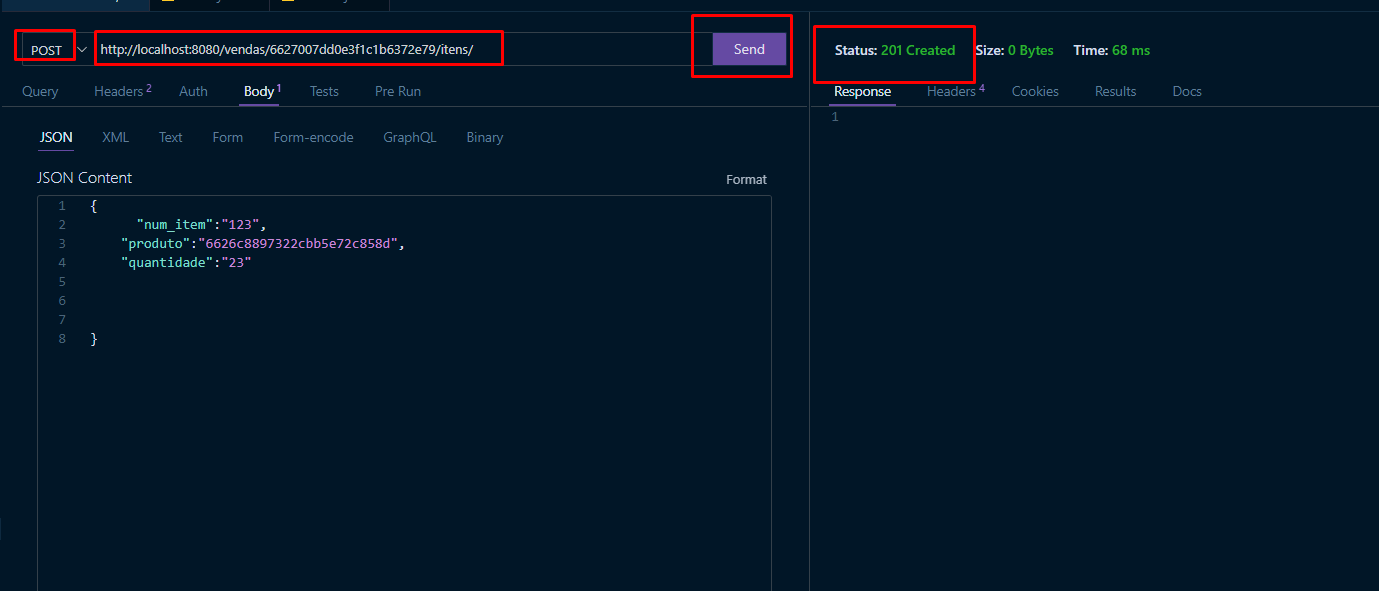 POST http://localhost:8080/vendas/6627007dd0e3f1c1b6372e79/itens/ Send
Query Headers 2 Auth Body 1 Tests Pre Run
JSON XML Text Form Form-encode GraphQL Binary
JSON Content Format
1 {
2 "num_item":"123",
3 "produto":"6626c8897322cbb5e72c858d",
4 "quantidade":"23"
5
6
7
8 }
Status: 201 Created Size: 0 Bytes Time: 68 ms
Response Headers 4 Cookies Results Docs
1